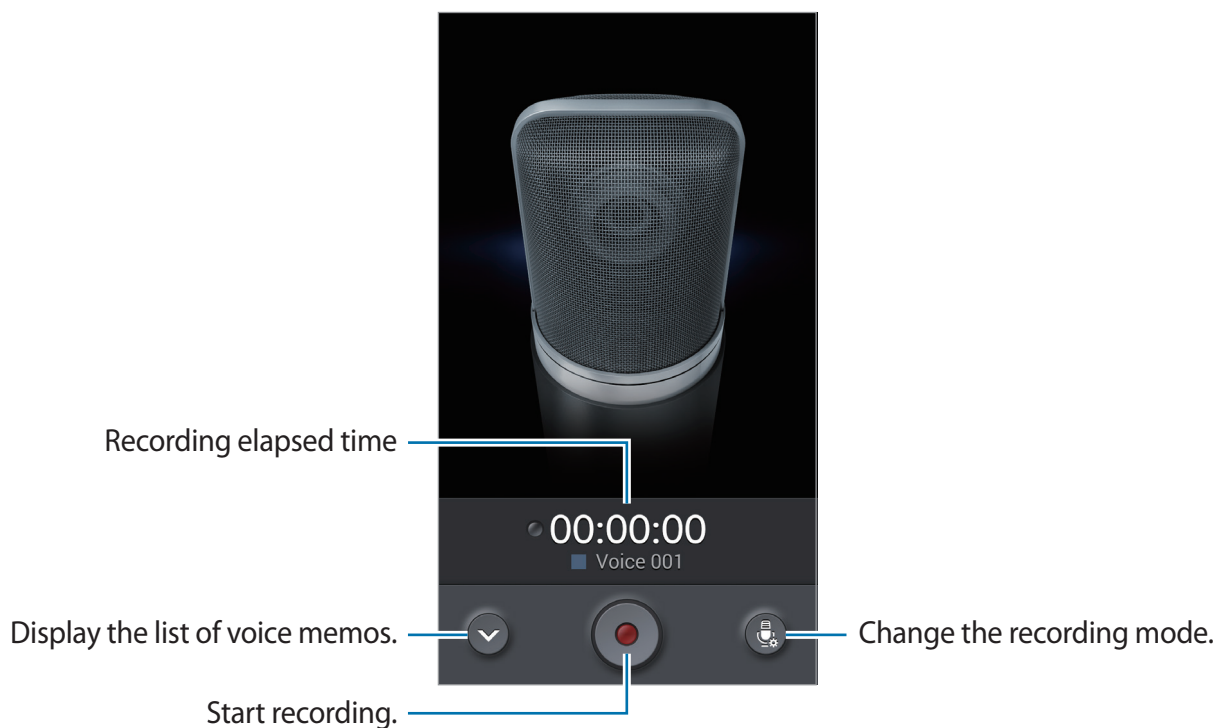 Recording elapsed time
00:00:00
Voice 001
Display the list of voice memos.
Change the recording mode.
Start recording.